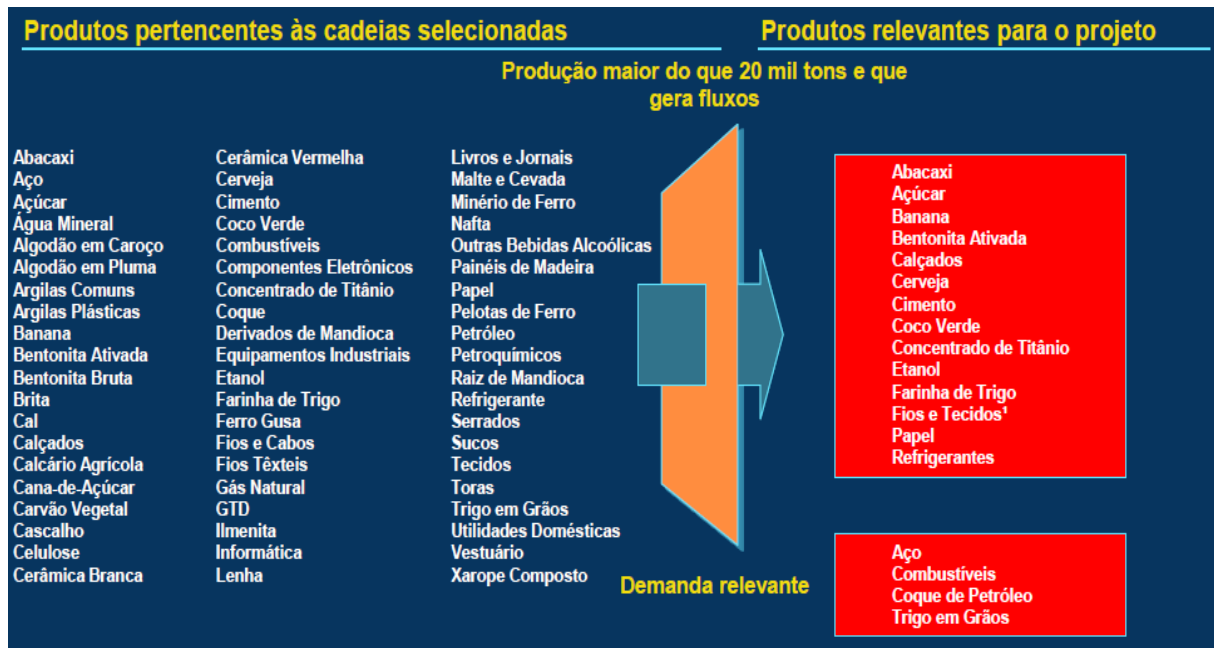 Produtos pertencentes às cadeias selecionadas
Produtos relevantes para o projeto
Produção maior do que 20 mil tons e que
gera fluxos
Abacaxi
Aço
Açúcar
Água Mineral
Algodão em Caroço
Algodão em Pluma
Argilas Comuns
Argilas Plásticas
Banana
Bentonita Ativada
Bentonita Bruta
Brita
Cal
Calçados
Calcário Agrícola
Cana-de-Açúcar
Carvão Vegetal
Cascalho
Celulose
Cerâmica Branca
Cerâmica Vermelha
Cerveja
Cimento
Coco Verde
Combustíveis
Componentes Eletrônicos
Concentrado de Titânio
Coque
Derivados de Mandioca
Equipamentos Industriais
Etanol
Farinha de Trigo
Ferro Gusa
Fios e Cabos
Fios Têxteis
Gás Natural
GTD
Ilmenita
Informática
Lenha
Livros e Jornais
Malte e Cevada
Minério de Ferro
Nafta
Outras Bebidas Alcoólicas
Painéis de Madeira
Papel
Pelotas de Ferro
Petróleo
Petroquímicos
Raiz de Mandioca
Refrigerante
Serrados
Sucos
Tecidos
Toras
Trigo em Grãos
Utilidades Domésticas
Vestuário
Xarope Composto
Demanda relevante
Abacaxi
Açúcar
Banana
Bentonita Ativada
Calçados
Cerveja
Cimento
Coco Verde
Concentrado de Titânio
Etanol
Farinha de Trigo
Fios e Tecidos¹
Papel
Refrigerantes
Aço
Combustíveis
Coque de Petróleo
Trigo em Grãos